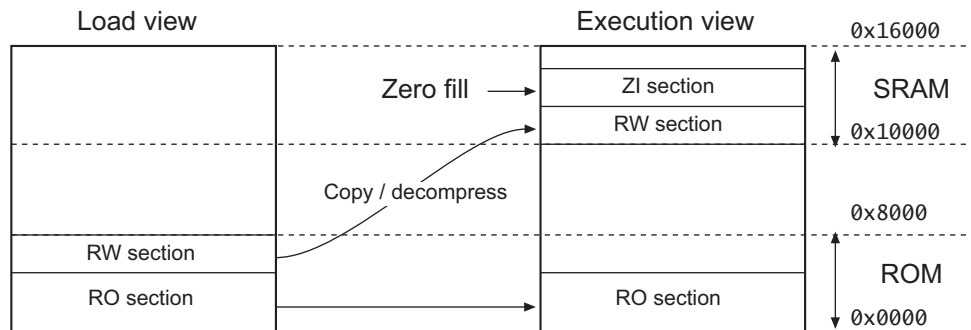 Load view
Execution view
0x16000
Zero fill
ZI section
SRAM
RW section
0x10000
Copy / decompress
0x8000
RW section
ROM
RO section
RO section
0x0000